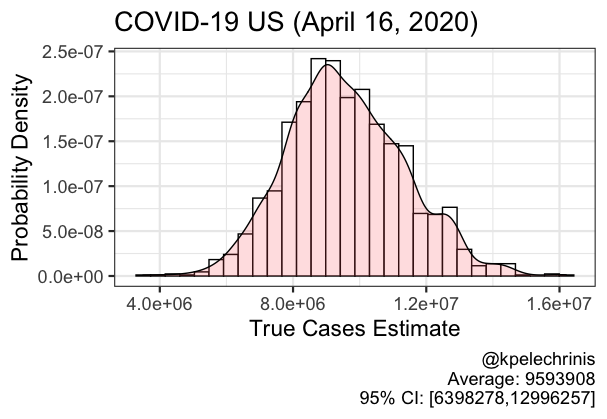 COVID-19 US (April 16, 2020)
Probability Density
2.5e-07
2.0e-07
1.5e-07
1.0e-07
5.0e-08
0.0e+00
4.0e+06 8.0e+06 1.2e+07 1.6e+07
True Cases Estimate
@kpelechrinis
Average: 9593908
95% CI: [6398278,12996257]